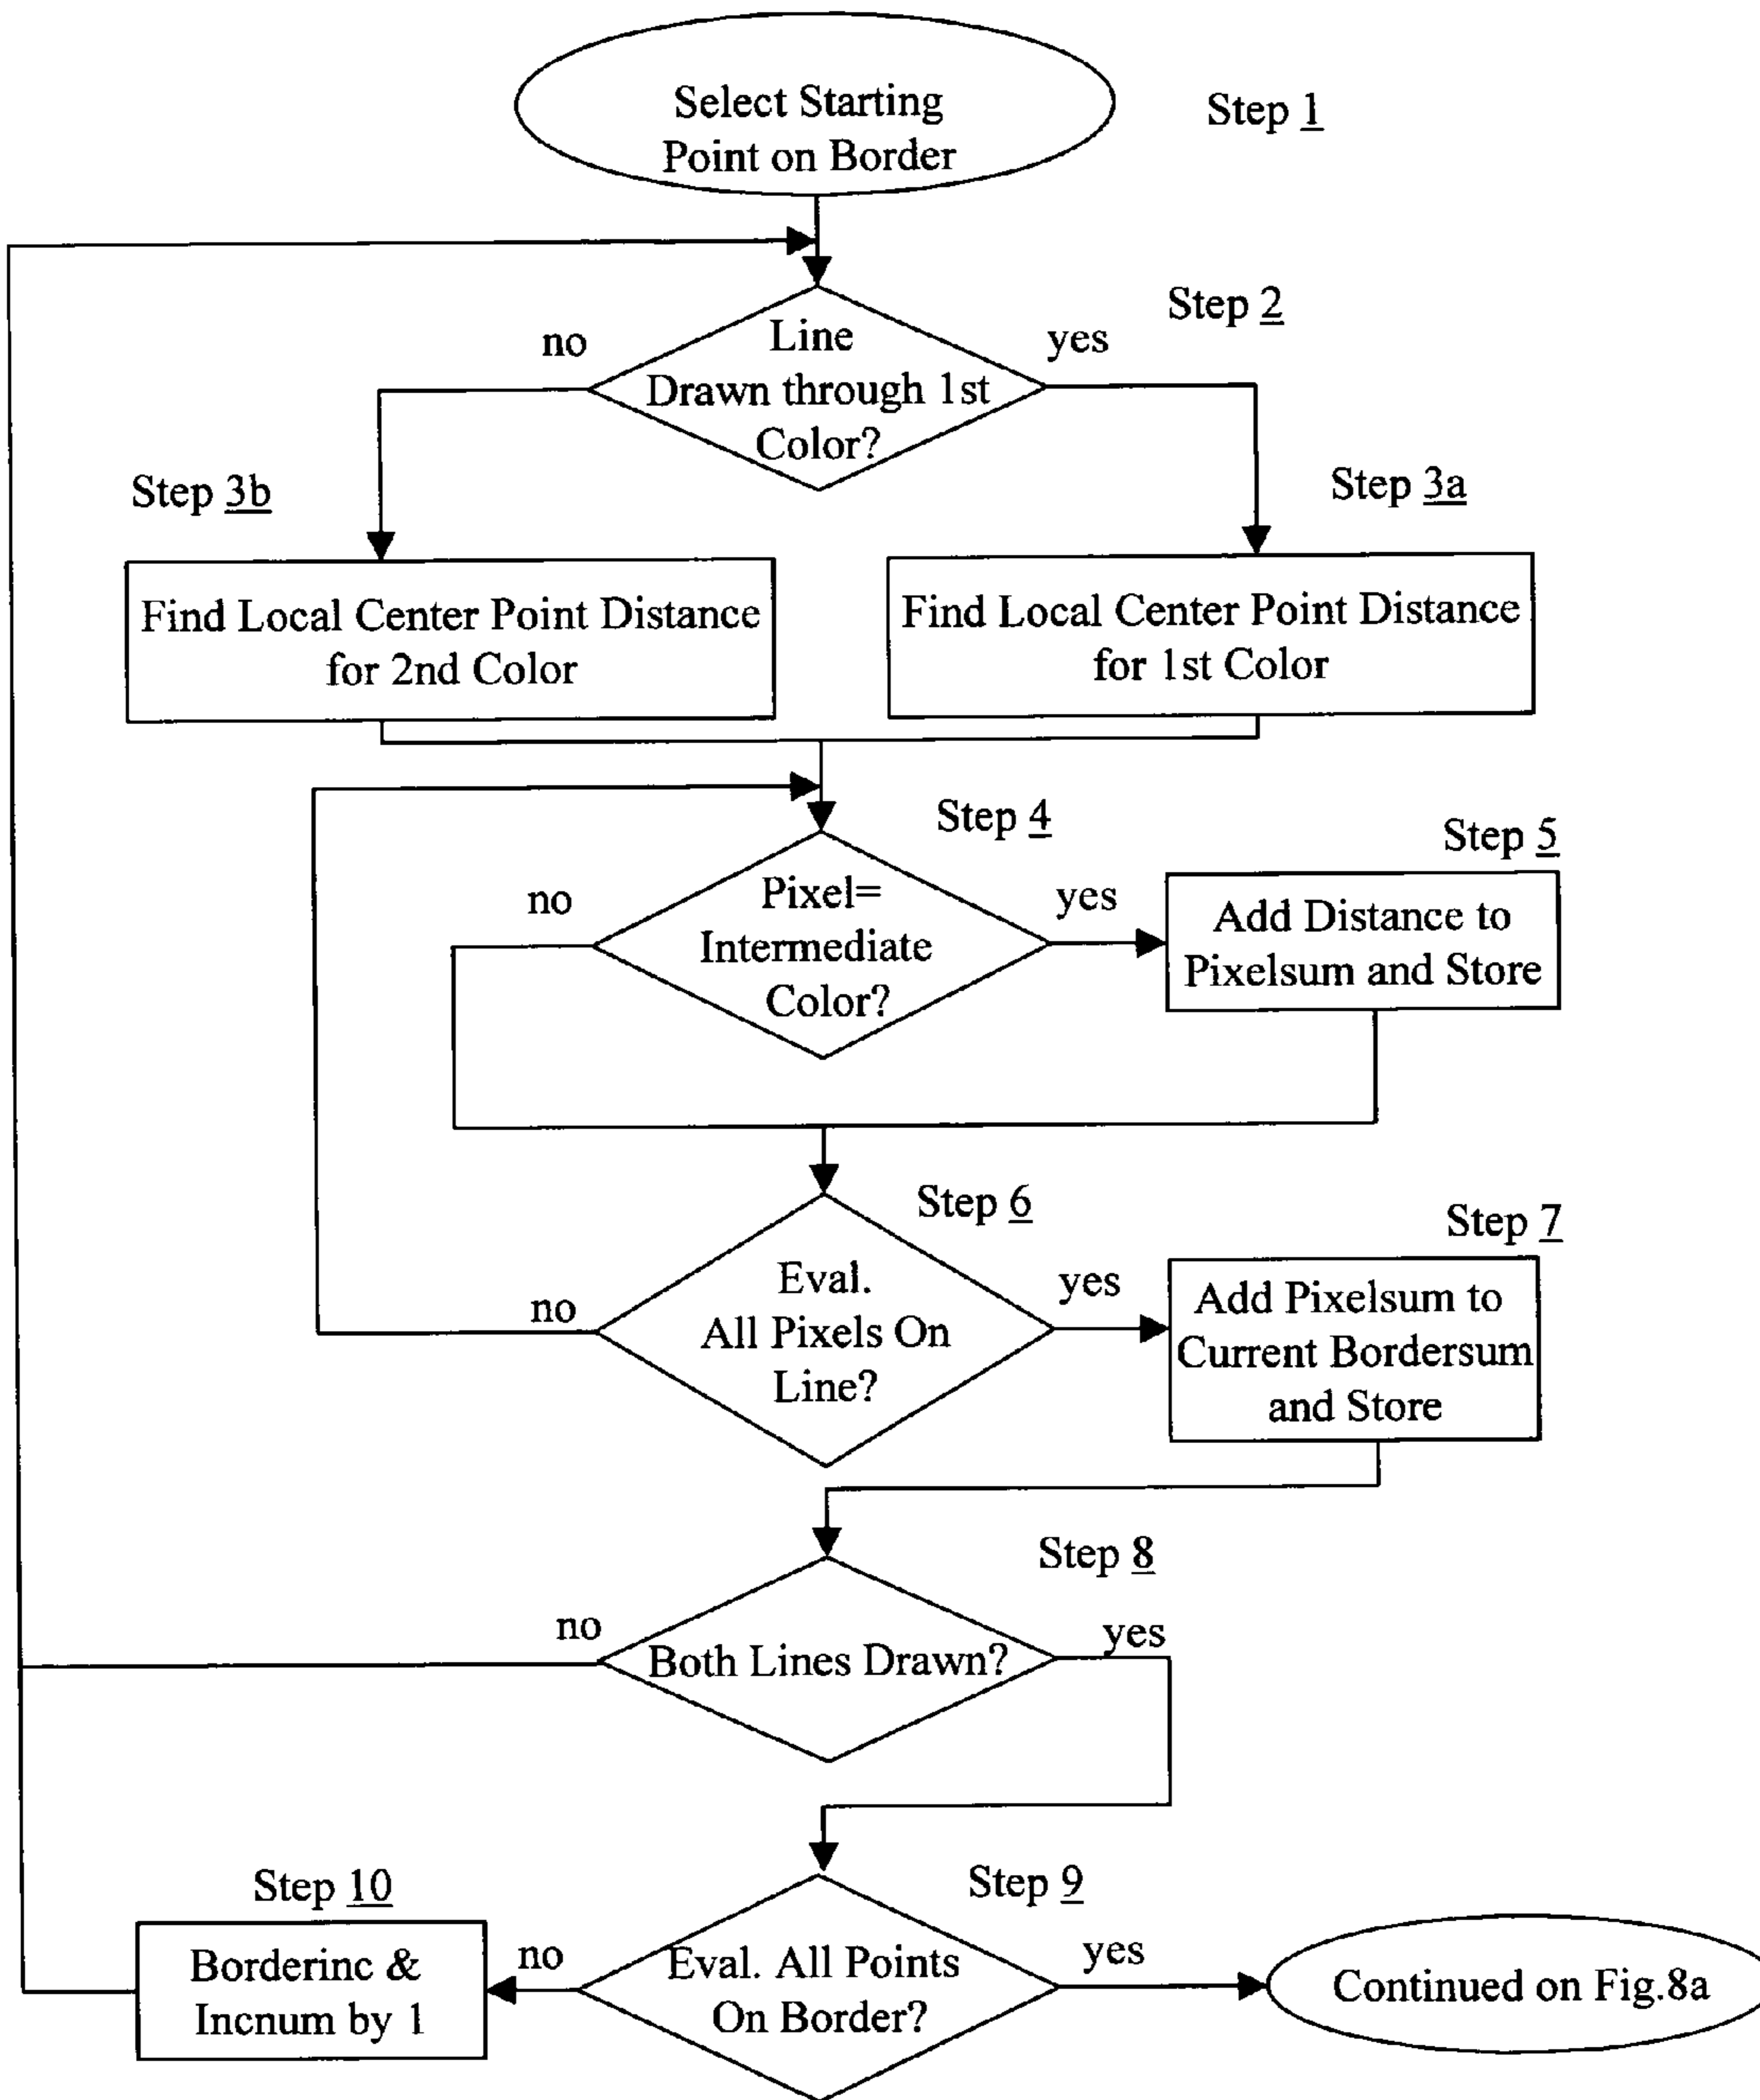 Select Starting
Point on Border
Step 1
Step 2
no
Line
Drawn through 1st
Color?
yes
Step 3b
Step 3a
Find Local Center Point Distance
for 2nd Color
Find Local Center Point Distance
for 1st Color
Step 4
Step 5
no
Pixel=
Intermediate
Color?
yes
Add Distance to
Pixelsum and Store
Step 6
Step 7
no
Eval.
All Pixels On
Line?
yes
Add Pixelsum to
Current Bordersum
and Store
Step 8
no
Both Lines Drawn?
yes
Step 10
Step 9
Borderinc &
Incnum by 1
no
Eval. All Points
On Border?
yes
Continued on Fig.8a